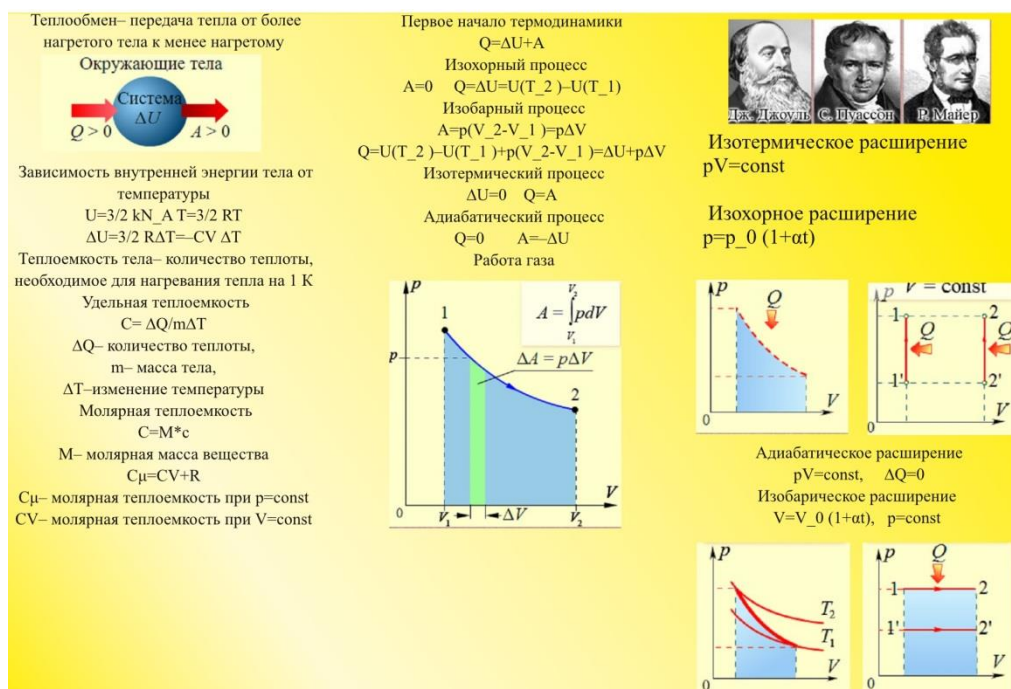 Теплообмен– передача тепла от более
нагретого тела к менее нагретому
Окружающие тела
Система
ΔU
Q > 0
A > 0
Зависимость внутренней энергии тела от
температуры
U=3/2 kN_A T=3/2 RT
ΔU=3/2 RΔT=–CV ΔT
Теплоемкость тела– количество теплоты,
необходимое для нагревания тепла на 1 К
Удельная теплоемкость
C= ΔQ/mΔT
ΔQ– количество теплоты,
m– масса тела,
ΔT–изменение температуры
Молярная теплоемкость
C=M*c
M– молярная масса вещества
Cμ=CV+R
Cμ– молярная теплоемкость при p=const
CV– молярная теплоемкость при V=const
Первое начало термодинамики
Q=ΔU+A
Изохорный процесс
A=0 Q=ΔU=U(T_2 )–U(T_1)
Изобарный процесс
A=p(V_2-V_1 )=pΔV
Q=U(T_2 )–U(T_1 )+p(V_2-V_1 )=ΔU+pΔV
Изотермический процесс
ΔU=0 Q=A
Адиабатический процесс
Q=0 A=–ΔU
Работа газа
p
1
V₂
A = ∫pdV
V₁
p
ΔA = pΔV
2
V
0
V₁
ΔV
V₂
Дж. Джоуль
С. Пуассон
Р. Майер
Изотермическое расширение
pV=const
Изохорное расширение
p=p_0 (1+αt)
p
Q
0
V
p
V = const
1
2
Q
Q
1'
2'
0
V
Адиабатическое расширение
pV=const, ΔQ=0
Изобарическое расширение
V=V_0 (1+αt), p=const
p
T₂
T₁
0
V
p
Q
1
2
1'
2'
0
V